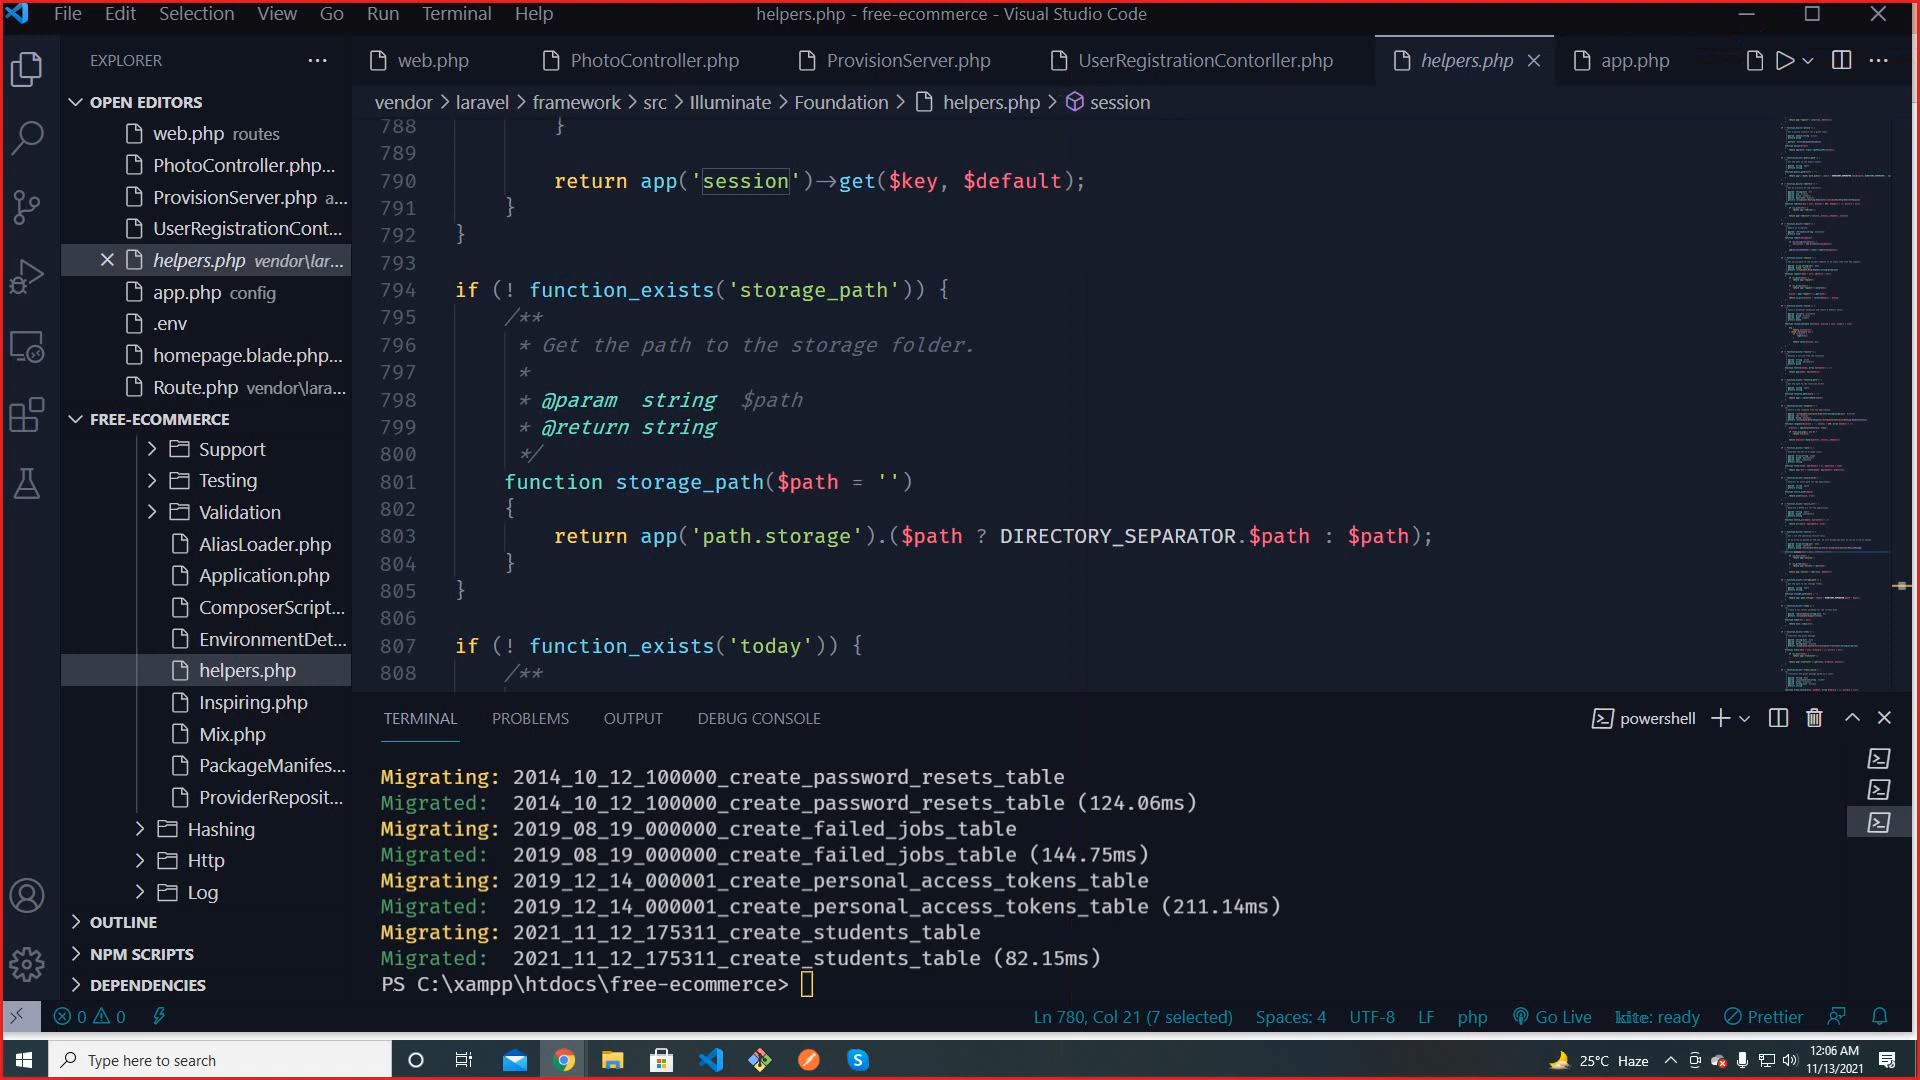 File Edit Selection View Go Run Terminal Help
helpers.php - free-ecommerce - Visual Studio Code
EXPLORER
web.php PhotoController.php ProvisionServer.php UserRegistrationContorller.php helpers.php app.php
OPEN EDITORS
web.php routes
PhotoController.php...
ProvisionServer.php a...
UserRegistrationCont...
helpers.php vendor\lar...
app.php config
.env
homepage.blade.php...
Route.php vendor\lara...
FREE-ECOMMERCE
Support
Testing
Validation
AliasLoader.php
Application.php
ComposerScript...
EnvironmentDet...
helpers.php
Inspiring.php
Mix.php
PackageManifes...
ProviderReposit...
Hashing
Http
Log
OUTLINE
NPM SCRIPTS
DEPENDENCIES
vendor > laravel > framework > src > Illuminate > Foundation > helpers.php > session
788 }
789
790 return app('session')->get($key, $default);
791 }
792 }
793
794 if (! function_exists('storage_path')) {
795 /**
796 * Get the path to the storage folder.
797 *
798 * @param string $path
799 * @return string
800 */
801 function storage_path($path = '')
802 {
803 return app('path.storage').($path ? DIRECTORY_SEPARATOR.$path : $path);
804 }
805 }
806
807 if (! function_exists('today')) {
808 /**
TERMINAL PROBLEMS OUTPUT DEBUG CONSOLE
powershell
Migrating: 2014_10_12_100000_create_password_resets_table
Migrated: 2014_10_12_100000_create_password_resets_table (124.06ms)
Migrating: 2019_08_19_000000_create_failed_jobs_table
Migrated: 2019_08_19_000000_create_failed_jobs_table (144.75ms)
Migrating: 2019_12_14_000001_create_personal_access_tokens_table
Migrated: 2019_12_14_000001_create_personal_access_tokens_table (211.14ms)
Migrating: 2021_11_12_175311_create_students_table
Migrated: 2021_11_12_175311_create_students_table (82.15ms)
PS C:\xampp\htdocs\free-ecommerce>
0 0
Ln 780, Col 21 (7 selected) Spaces: 4 UTF-8 LF php Go Live kite: ready Prettier
Type here to search
25°C Haze
12:06 AM
11/13/2021